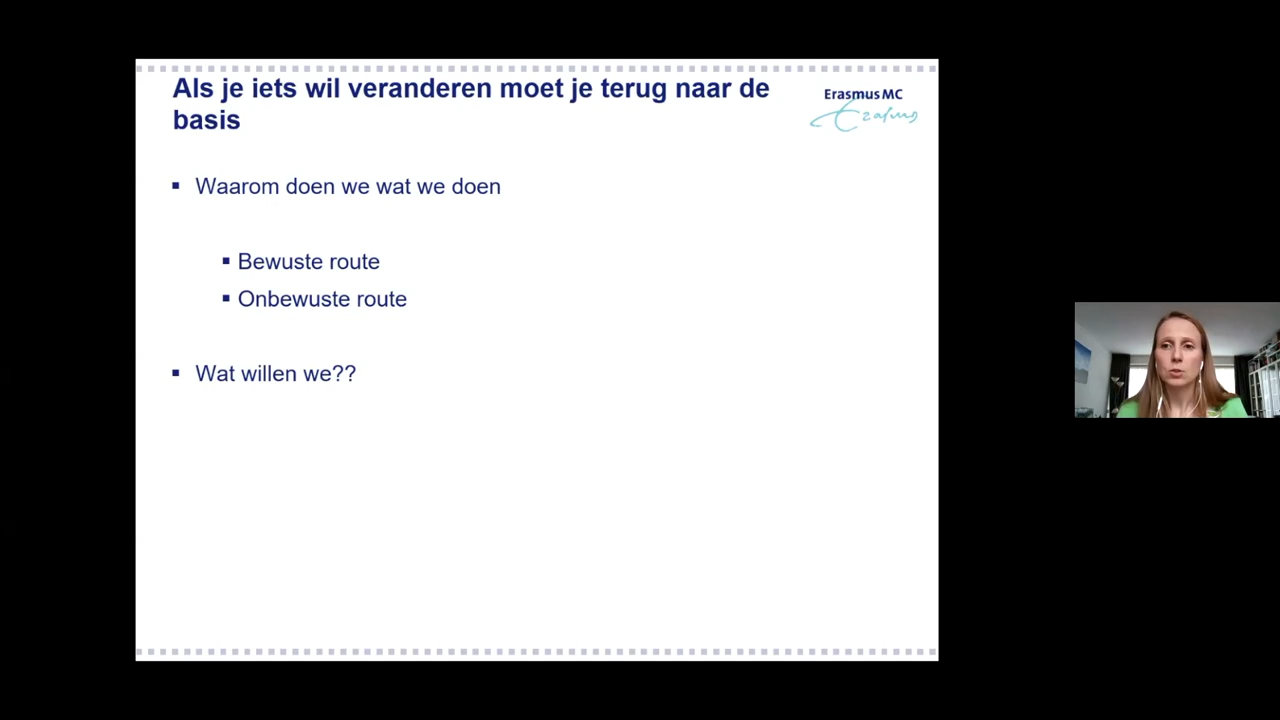 Als je iets wil veranderen moet je terug naar de
basis
Erasmus MC
Erasmus
▪ Waarom doen we wat we doen
▪ Bewuste route
▪ Onbewuste route
▪ Wat willen we??